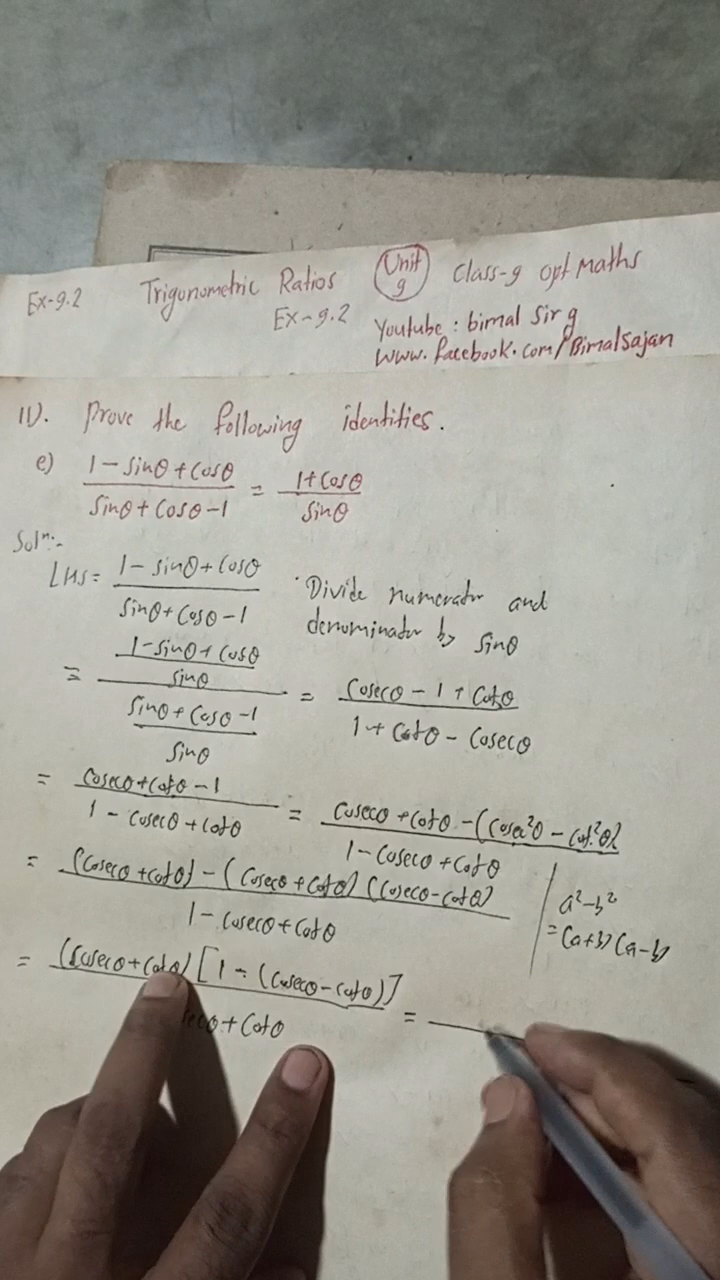 Ex-9.2 Trigonometric Ratios Unit 9 Class-9 opt Maths
Ex-9.2 Youtube : bimal Sir g
www.facebook.com/Bimalsajan
10. Prove the following identities.
e) (1 - sinθ + cosθ)/(sinθ + cosθ - 1) = (1 + cosθ)/sinθ
Solⁿ:-
LHS = (1 - sinθ + cosθ)/(sinθ + cosθ - 1) Divide numerator and
denominator by sinθ
= ((1 - sinθ + cosθ)/sinθ)/((sinθ + cosθ - 1)/sinθ) = (cosecθ - 1 + cotθ)/(1 + cotθ - cosecθ)
= (cosecθ + cotθ - 1)/(1 - cosecθ + cotθ) = (cosecθ + cotθ - (cosec²θ - cot²θ))/(1 - cosecθ + cotθ)
= ((cosecθ + cotθ) - (cosecθ + cotθ)(cosecθ - cotθ))/(1 - cosecθ + cotθ) a² - b²
= (a+b)(a-b)
= (cosecθ + cotθ)[1 - (cosecθ - cotθ)]/ecθ + cotθ =